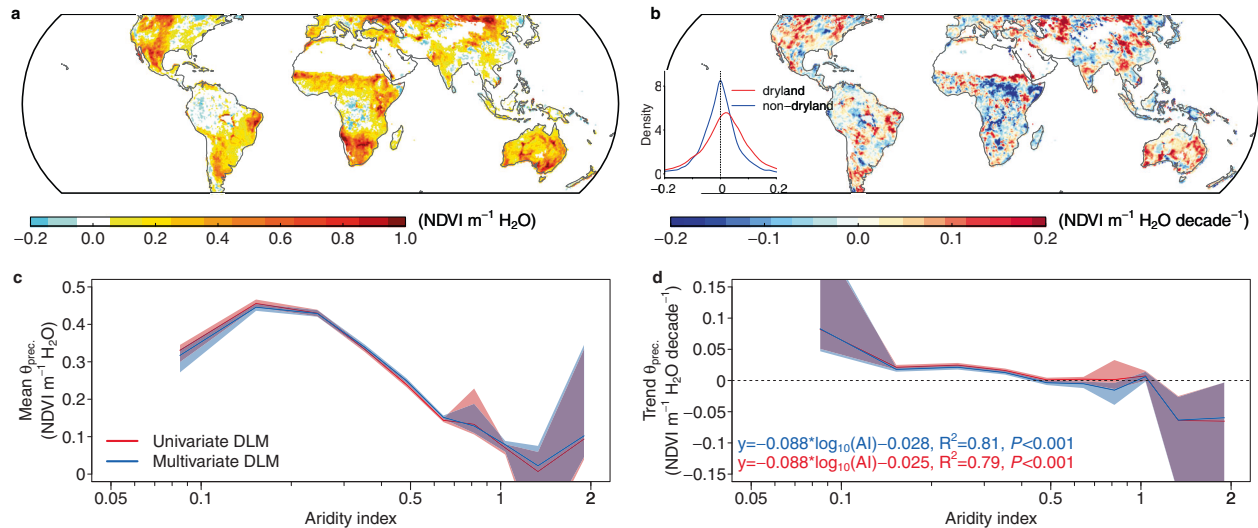 a
−0.2 0.0 0.2 0.4 0.6 0.8 1.0
(NDVI m⁻¹ H₂O)
b
8
4
0
Density
−0.2 0 0.2
dryland
non−dryland
−0.2 −0.1 0.0 0.1 0.2
(NDVI m⁻¹ H₂O decade⁻¹)
c
Mean θprec.
(NDVI m⁻¹ H₂O)
0.5
0.4
0.3
0.2
0.1
0
Univariate DLM
Multivariate DLM
0.05 0.1 0.5 1 2
Aridity index
d
Trend θprec.
(NDVI m⁻¹ H₂O decade⁻¹)
0.15
0.1
0.05
0
−0.05
−0.1
−0.15
y=−0.088*log₁₀(AI)−0.028, R²=0.81, P<0.001
y=−0.088*log₁₀(AI)−0.025, R²=0.79, P<0.001
0.05 0.1 0.5 1 2
Aridity index